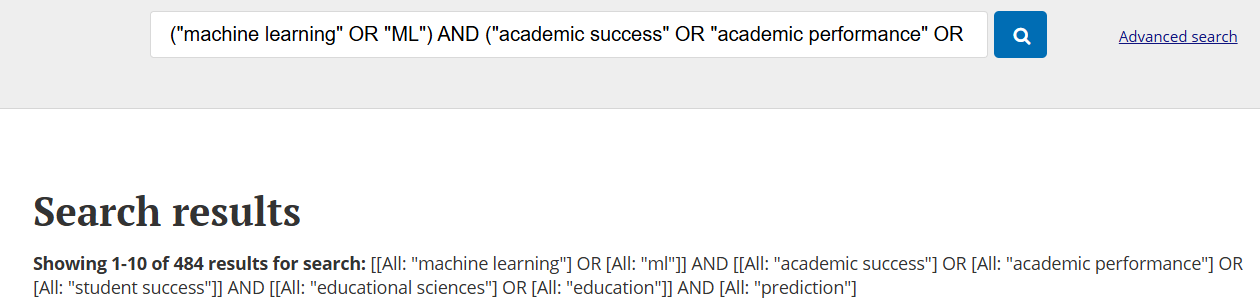 ("machine learning" OR "ML") AND ("academic success" OR "academic performance" OR
Advanced search
Search results
Showing 1-10 of 484 results for search: [[All: "machine learning"] OR [All: "ml"]] AND [[All: "academic success"] OR [All: "academic performance"] OR
[All: "student success"]] AND [[All: "educational sciences"] OR [All: "education"]] AND [All: "prediction"]